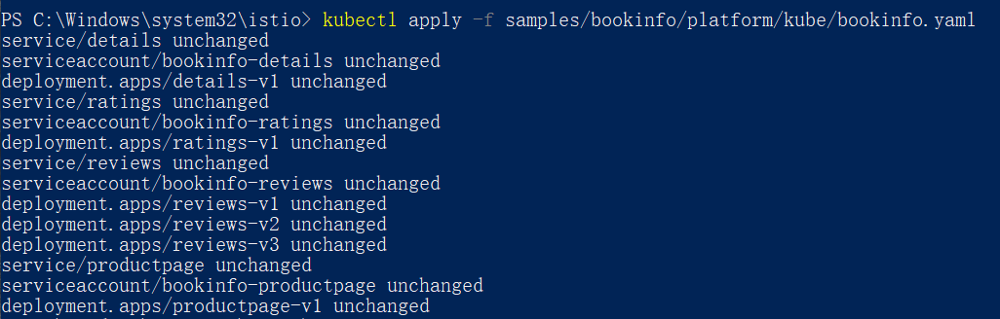 PS C:\Windows\system32\istio> kubectl apply -f samples/bookinfo/platform/kube/bookinfo.yaml
service/details unchanged
serviceaccount/bookinfo-details unchanged
deployment.apps/details-v1 unchanged
service/ratings unchanged
serviceaccount/bookinfo-ratings unchanged
deployment.apps/ratings-v1 unchanged
service/reviews unchanged
serviceaccount/bookinfo-reviews unchanged
deployment.apps/reviews-v1 unchanged
deployment.apps/reviews-v2 unchanged
deployment.apps/reviews-v3 unchanged
service/productpage unchanged
serviceaccount/bookinfo-productpage unchanged
deployment.apps/productpage-v1 unchanged